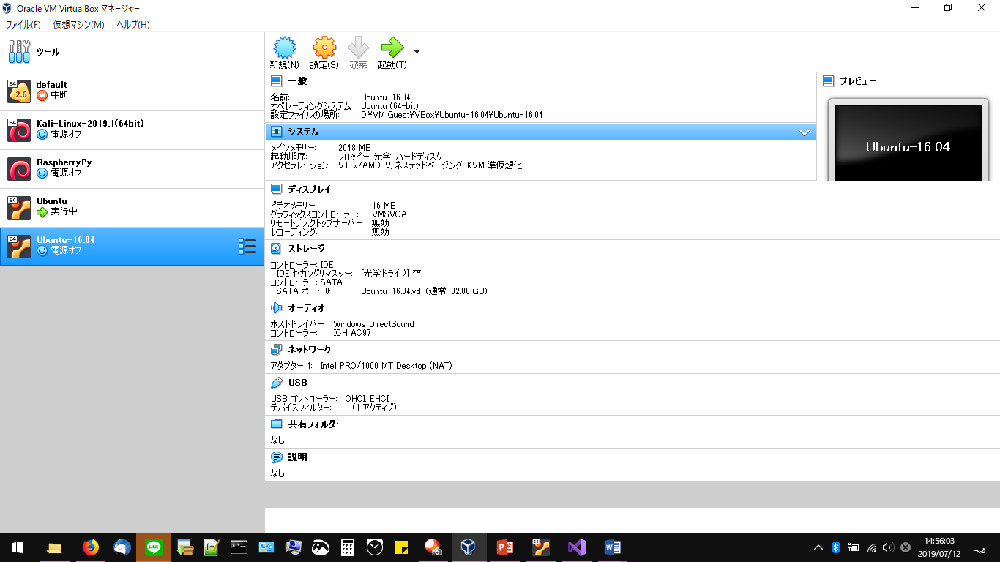 Oracle VM VirtualBox マネージャー
ファイル(F) 仮想マシン(M) ヘルプ(H)
ツール
64
2.6
default
中断
64
Kali-Linux-2019.1(64bit)
電源オフ
RaspberryPy
電源オフ
64
Ubuntu
実行中
64
Ubuntu-16.04
電源オフ
新規(N) 設定(S) 破棄 起動(T)
一般
名前: Ubuntu-16.04
オペレーティングシステム: Ubuntu (64-bit)
設定ファイルの場所: D:¥VM_Guest¥VBox¥Ubuntu-16.04¥Ubuntu-16.04
プレビュー
Ubuntu-16.04
システム
メインメモリー: 2048 MB
起動順序: フロッピー, 光学, ハードディスク
アクセラレーション: VT-x/AMD-V, ネステッドページング, KVM 準仮想化
ディスプレイ
ビデオメモリー: 16 MB
グラフィックスコントローラー: VMSVGA
リモートデスクトップサーバー: 無効
レコーディング: 無効
ストレージ
コントローラー: IDE
IDE セカンダリマスター: [光学ドライブ] 空
コントローラー: SATA
SATA ポート 0: Ubuntu-16.04.vdi (通常, 32.00 GB)
オーディオ
ホストドライバー: Windows DirectSound
コントローラー: ICH AC97
ネットワーク
アダプター 1: Intel PRO/1000 MT Desktop (NAT)
USB
USB コントローラー: OHCI, EHCI
デバイスフィルター: 1 (1 アクティブ)
共有フォルダー
なし
説明
なし
LINE
14:56:03
2019/07/12